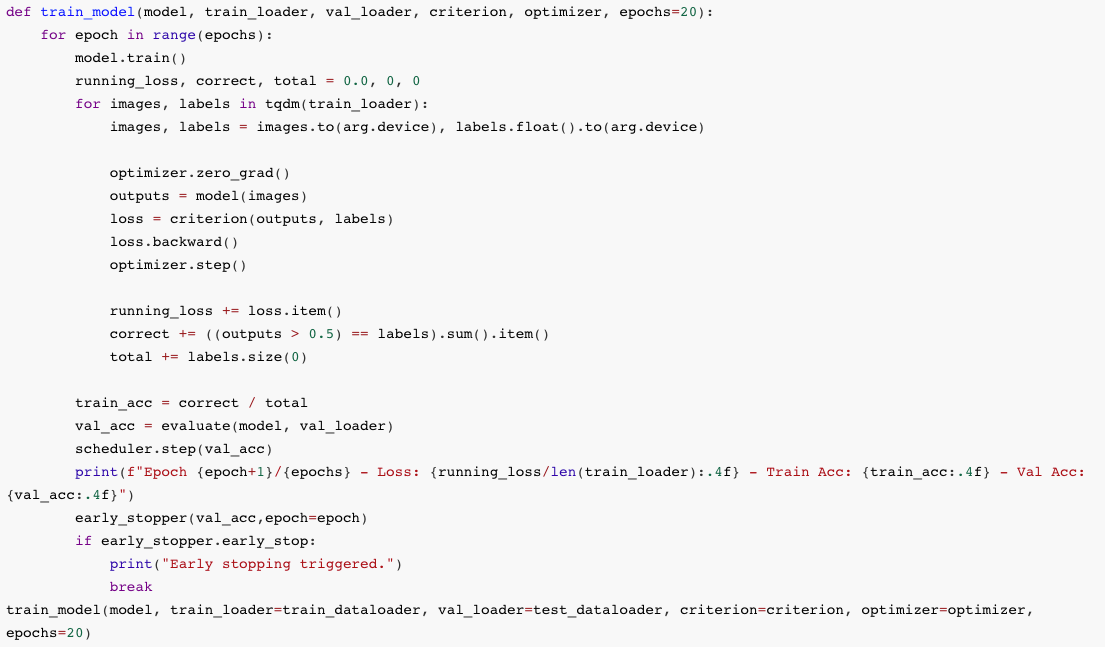 def train_model(model, train_loader, val_loader, criterion, optimizer, epochs=20):
    for epoch in range(epochs):
        model.train()
        running_loss, correct, total = 0.0, 0, 0
        for images, labels in tqdm(train_loader):
            images, labels = images.to(arg.device), labels.float().to(arg.device)

            optimizer.zero_grad()
            outputs = model(images)
            loss = criterion(outputs, labels)
            loss.backward()
            optimizer.step()

            running_loss += loss.item()
            correct += ((outputs > 0.5) == labels).sum().item()
            total += labels.size(0)

        train_acc = correct / total
        val_acc = evaluate(model, val_loader)
        scheduler.step(val_acc)
        print(f"Epoch {epoch+1}/{epochs} - Loss: {running_loss/len(train_loader):.4f} - Train Acc: {train_acc:.4f} - Val Acc:
{val_acc:.4f}")
        early_stopper(val_acc,epoch=epoch)
        if early_stopper.early_stop:
            print("Early stopping triggered.")
            break
train_model(model, train_loader=train_dataloader, val_loader=test_dataloader, criterion=criterion, optimizer=optimizer,
epochs=20)